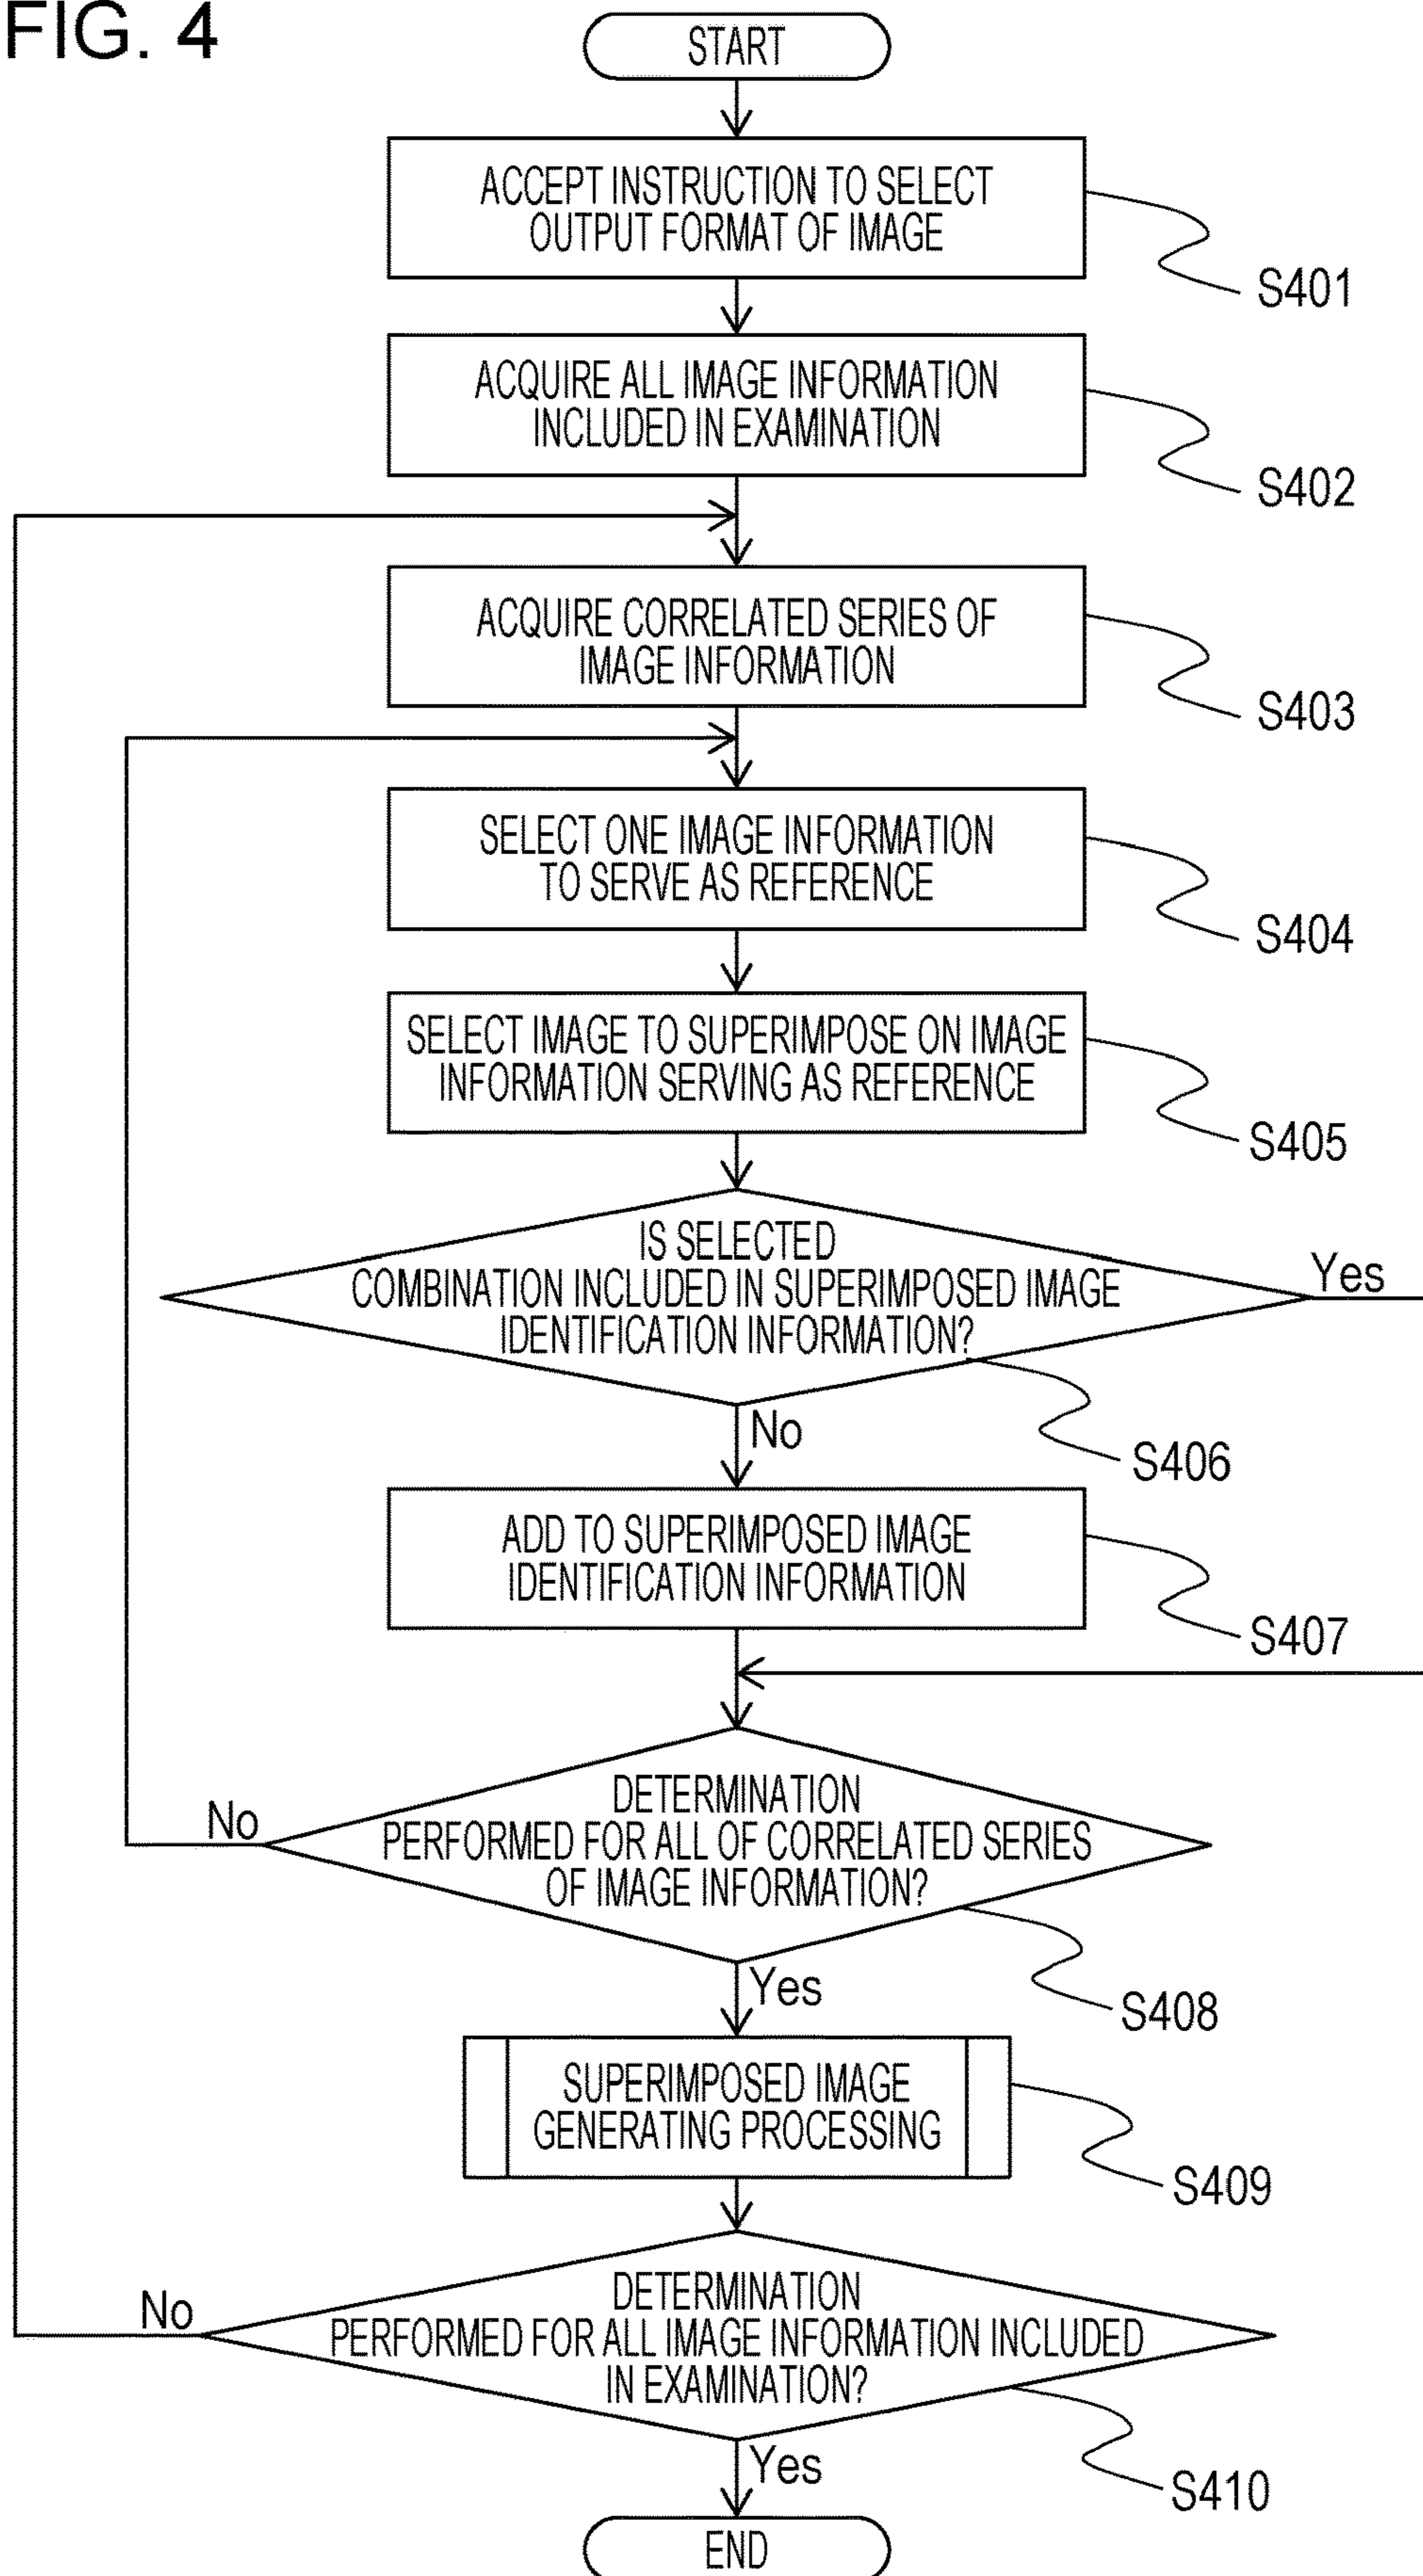 FIG. 4
START
ACCEPT INSTRUCTION TO SELECT
OUTPUT FORMAT OF IMAGE
S401
ACQUIRE ALL IMAGE INFORMATION
INCLUDED IN EXAMINATION
S402
ACQUIRE CORRELATED SERIES OF
IMAGE INFORMATION
S403
SELECT ONE IMAGE INFORMATION
TO SERVE AS REFERENCE
S404
SELECT IMAGE TO SUPERIMPOSE ON IMAGE
INFORMATION SERVING AS REFERENCE
S405
IS SELECTED
COMBINATION INCLUDED IN SUPERIMPOSED IMAGE
IDENTIFICATION INFORMATION?
Yes
No
S406
ADD TO SUPERIMPOSED IMAGE
IDENTIFICATION INFORMATION
S407
DETERMINATION
PERFORMED FOR ALL OF CORRELATED SERIES
OF IMAGE INFORMATION?
No
Yes
S408
SUPERIMPOSED IMAGE
GENERATING PROCESSING
S409
DETERMINATION
PERFORMED FOR ALL IMAGE INFORMATION INCLUDED
IN EXAMINATION?
No
Yes
S410
END